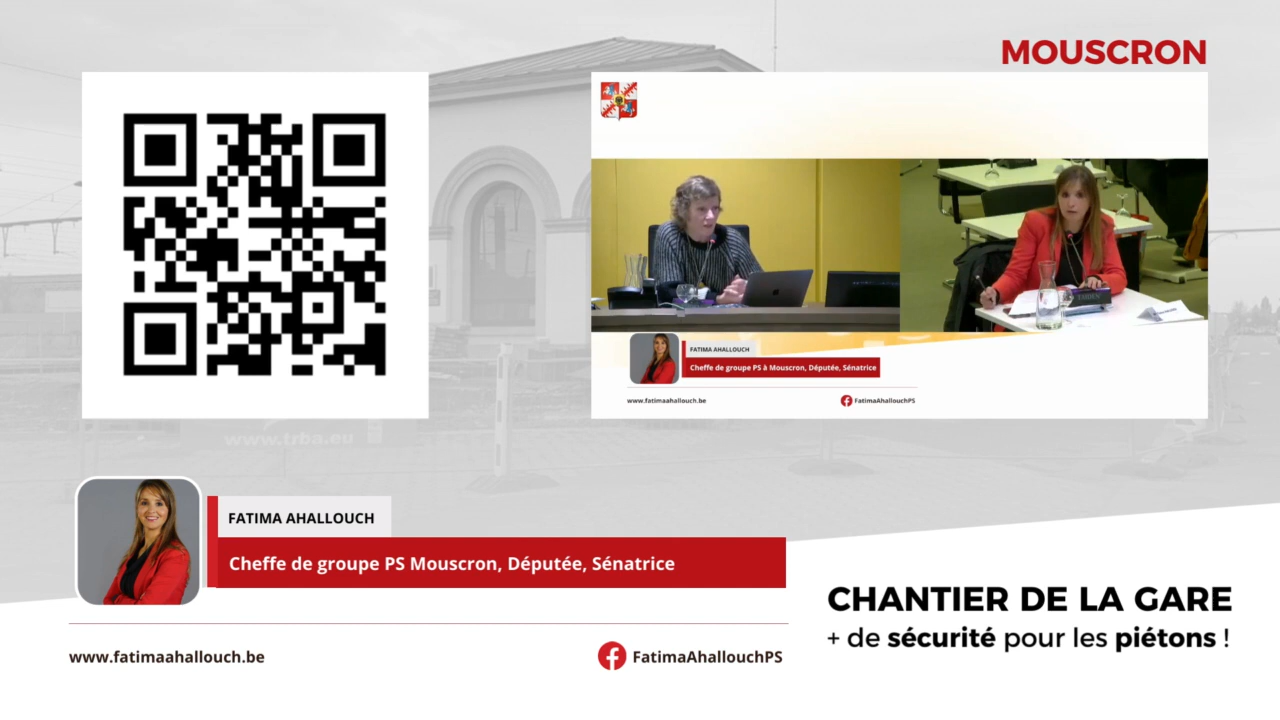 MOUSCRON
FATIMA AHALLOUCH
Cheffe de groupe PS à Mouscron, Députée, Sénatrice
www.fatimaahallouch.be
FatimaAhallouchPS
www.trba.eu
FATIMA AHALLOUCH
Cheffe de groupe PS Mouscron, Députée, Sénatrice
www.fatimaahallouch.be
FatimaAhallouchPS
CHANTIER DE LA GARE
+ de sécurité pour les piétons !